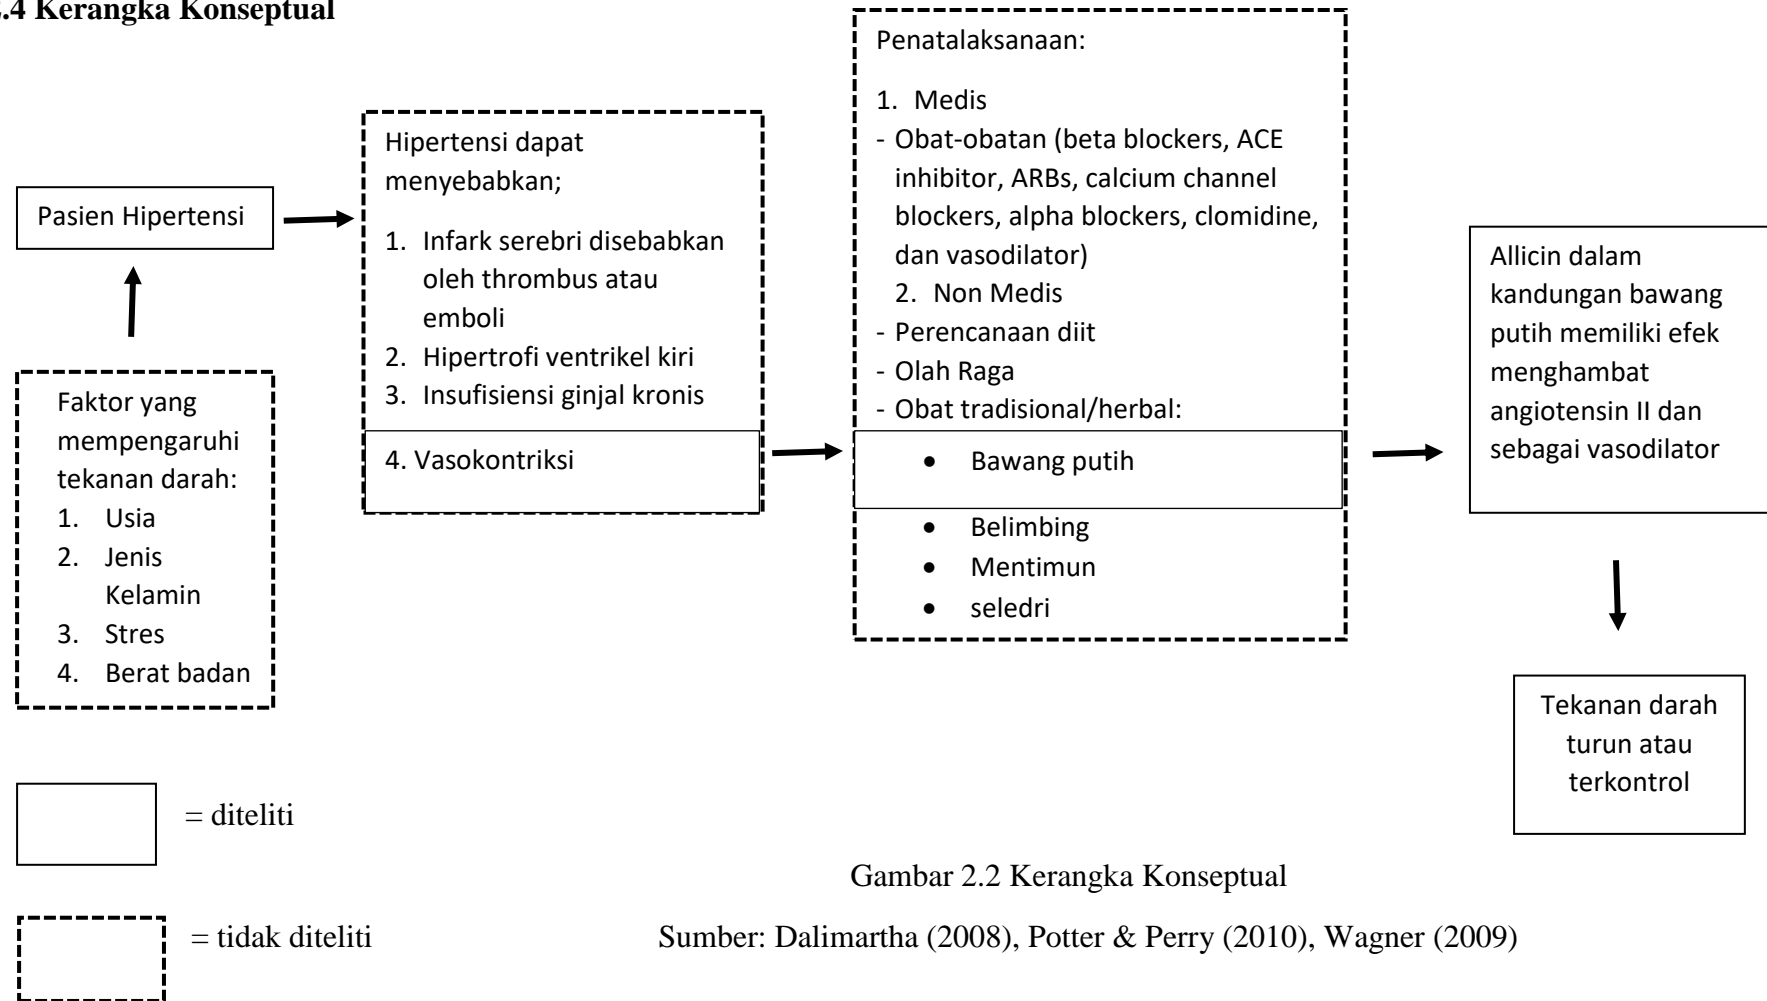 2.4 Kerangka Konseptual
Pasien Hipertensi
Faktor yang
mempengaruhi
tekanan darah:
1. Usia
2. Jenis
Kelamin
3. Stres
4. Berat badan
Hipertensi dapat
menyebabkan;
1. Infark serebri disebabkan
oleh thrombus atau
emboli
2. Hipertrofi ventrikel kiri
3. Insufisiensi ginjal kronis
4. Vasokontriksi
Penatalaksanaan:
1. Medis
- Obat-obatan (beta blockers, ACE
inhibitor, ARBs, calcium channel
blockers, alpha blockers, clomidine,
dan vasodilator)
2. Non Medis
- Perencanaan diit
- Olah Raga
- Obat tradisional/herbal:
• Bawang putih
• Belimbing
• Mentimun
• seledri
Allicin dalam
kandungan bawang
putih memiliki efek
menghambat
angiotensin II dan
sebagai vasodilator
Tekanan darah
turun atau
terkontrol
= diteliti
= tidak diteliti
Gambar 2.2 Kerangka Konseptual
Sumber: Dalimartha (2008), Potter & Perry (2010), Wagner (2009)